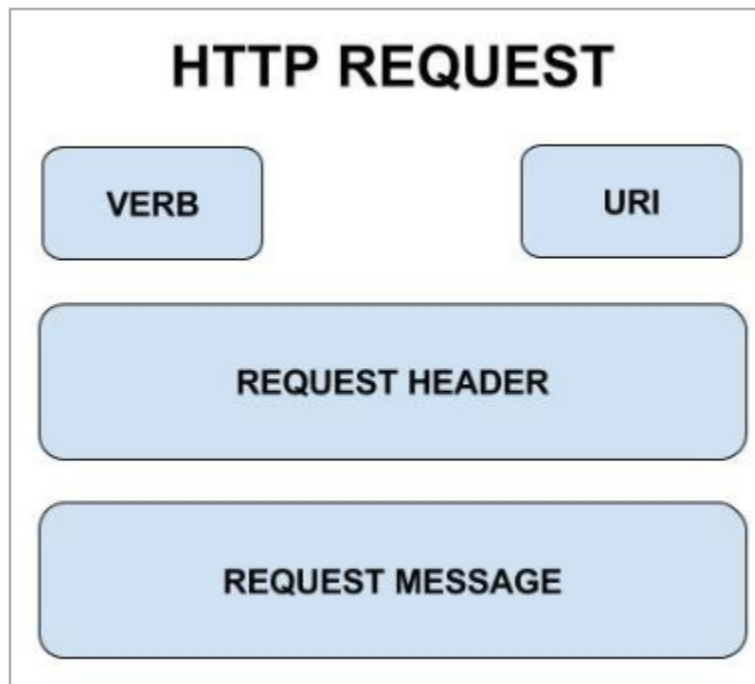 HTTP REQUEST
VERB
URI
REQUEST HEADER
REQUEST MESSAGE